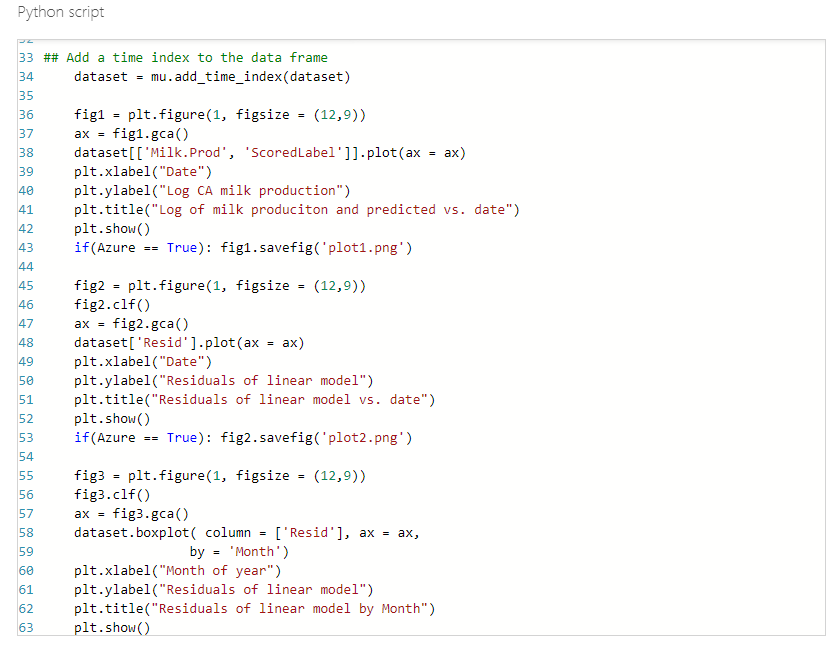 Python script
32
33 ## Add a time index to the data frame
34     dataset = mu.add_time_index(dataset)
35
36     fig1 = plt.figure(1, figsize = (12,9))
37     ax = fig1.gca()
38     dataset[['Milk.Prod', 'ScoredLabel']].plot(ax = ax)
39     plt.xlabel("Date")
40     plt.ylabel("Log CA milk production")
41     plt.title("Log of milk produciton and predicted vs. date")
42     plt.show()
43     if(Azure == True): fig1.savefig('plot1.png')
44
45     fig2 = plt.figure(1, figsize = (12,9))
46     fig2.clf()
47     ax = fig2.gca()
48     dataset['Resid'].plot(ax = ax)
49     plt.xlabel("Date")
50     plt.ylabel("Residuals of linear model")
51     plt.title("Residuals of linear model vs. date")
52     plt.show()
53     if(Azure == True): fig2.savefig('plot2.png')
54
55     fig3 = plt.figure(1, figsize = (12,9))
56     fig3.clf()
57     ax = fig3.gca()
58     dataset.boxplot( column = ['Resid'], ax = ax,
59                    by = 'Month')
60     plt.xlabel("Month of year")
61     plt.ylabel("Residuals of linear model")
62     plt.title("Residuals of linear model by Month")
63     plt.show()